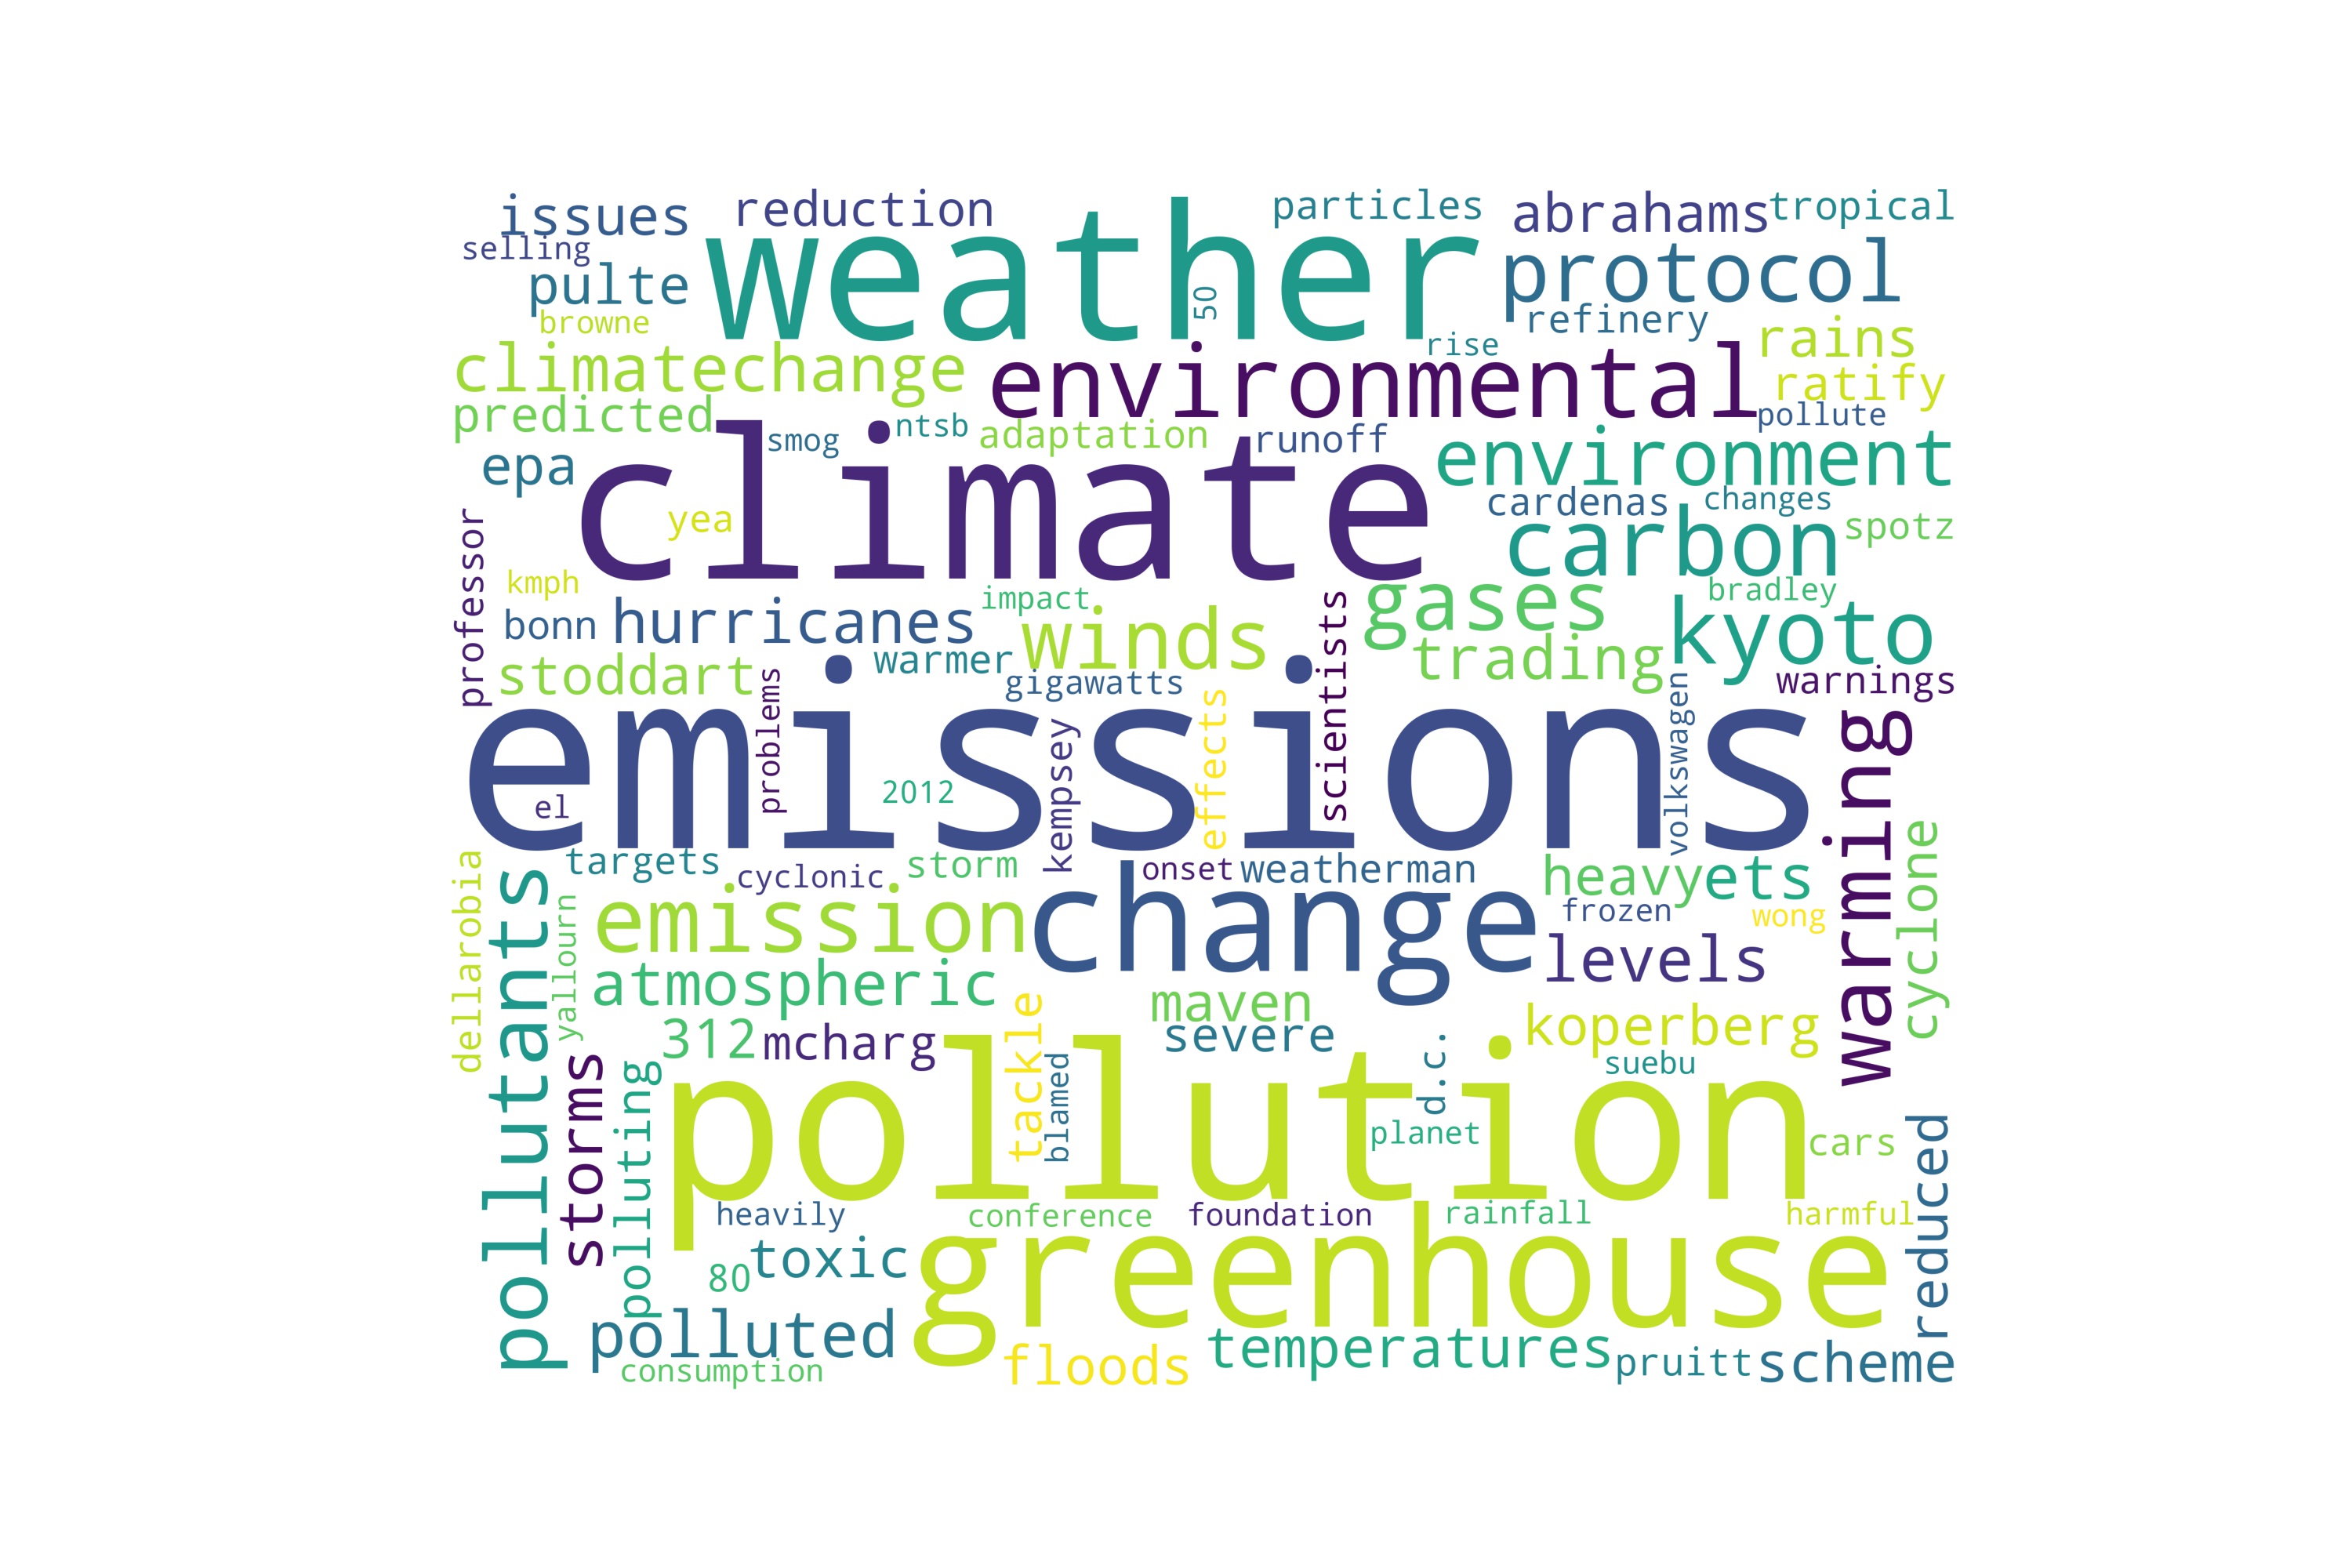 issues
reduction
particles
abrahams
tropical
selling
weather
protocol
pulte
50
browne
refinery
rise
rains
climatechange
environmental
ratify
predicted
pollute
smog
ntsb
adaptation
runoff
environment
epa
climate
cardenas
changes
yea
carbon
spotz
professor
kmph
impact
gases
bradley
bonn
hurricanes
winds
scientists
kyoto
stoddart
warmer
trading
gigawatts
warnings
problems
effects
volkswagen
emissions
kempsey
warming
el
2012
targets
cyclonic
storm
onset
weatherman
heavy
ets
cyclone
dellarobia
pollutants
yallourn
emission
change
frozen
wong
levels
atmospheric
maven
312
mcharg
tackle
severe
koperberg
storms
polluting
blamed
d.c.
suebu
pollution
planet
cars
reduced
heavily
conference
foundation
rainfall
harmful
toxic
greenhouse
80
polluted
floods
temperatures
pruitt
scheme
consumption